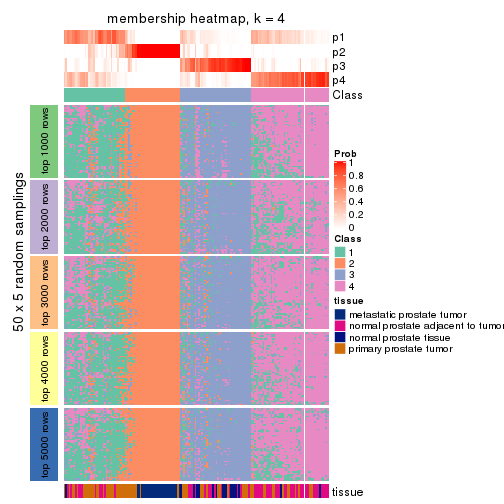 membership heatmap, k = 4
p1
p2
p3
p4
Class
50 x 5 random samplings
top 1000 rows
top 2000 rows
top 3000 rows
top 4000 rows
top 5000 rows
Prob
1
0.8
0.6
0.4
0.2
0
Class
1
2
3
4
tissue
metastatic prostate tumor
normal prostate adjacent to tumor
normal prostate tissue
primary prostate tumor
tissue